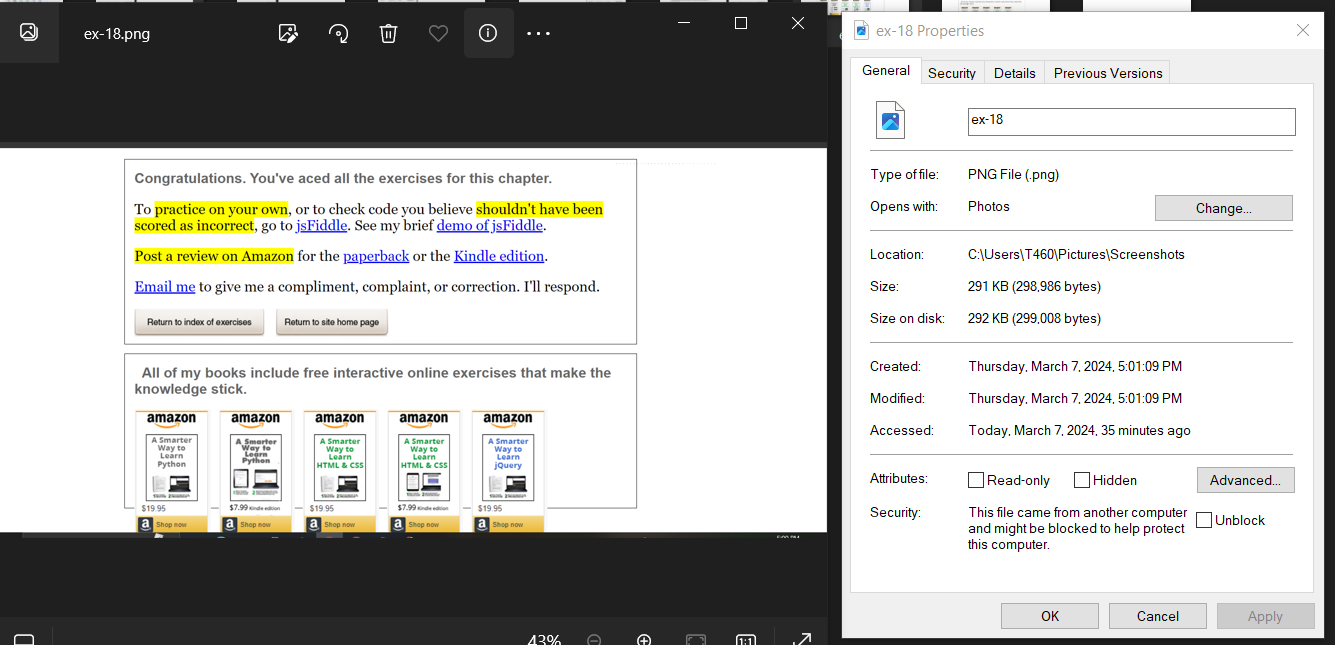 ex-18.png
Congratulations. You've aced all the exercises for this chapter.
To practice on your own, or to check code you believe shouldn't have been
scored as incorrect, go to jsFiddle. See my brief demo of jsFiddle.
Post a review on Amazon for the paperback or the Kindle edition.
Email me to give me a compliment, complaint, or correction. I'll respond.
Return to index of exercises
Return to site home page
All of my books include free interactive online exercises that make the
knowledge stick.
amazon
A Smarter
Way to
Learn
Python
$19.95
a Shop now
amazon
A Smarter
Way to
Learn
Python
$7.99 Kindle edition
a Shop now
amazon
A Smarter
Way to
Learn
HTML & CSS
$19.95
a Shop now
amazon
A Smarter
Way to
Learn
HTML & CSS
$7.99 Kindle edition
a Shop now
amazon
A Smarter
Way to
Learn
jQuery
$19.95
a Shop now
43%
1:1
ex-18 Properties
General
Security
Details
Previous Versions
ex-18
Type of file: PNG File (.png)
Opens with: Photos
Change...
Location: C:\Users\T460\Pictures\Screenshots
Size: 291 KB (298,986 bytes)
Size on disk: 292 KB (299,008 bytes)
Created: Thursday, March 7, 2024, 5:01:09 PM
Modified: Thursday, March 7, 2024, 5:01:09 PM
Accessed: Today, March 7, 2024, 35 minutes ago
Attributes: Read-only Hidden
Advanced...
Security: This file came from another computer
and might be blocked to help protect
this computer.
Unblock
OK
Cancel
Apply